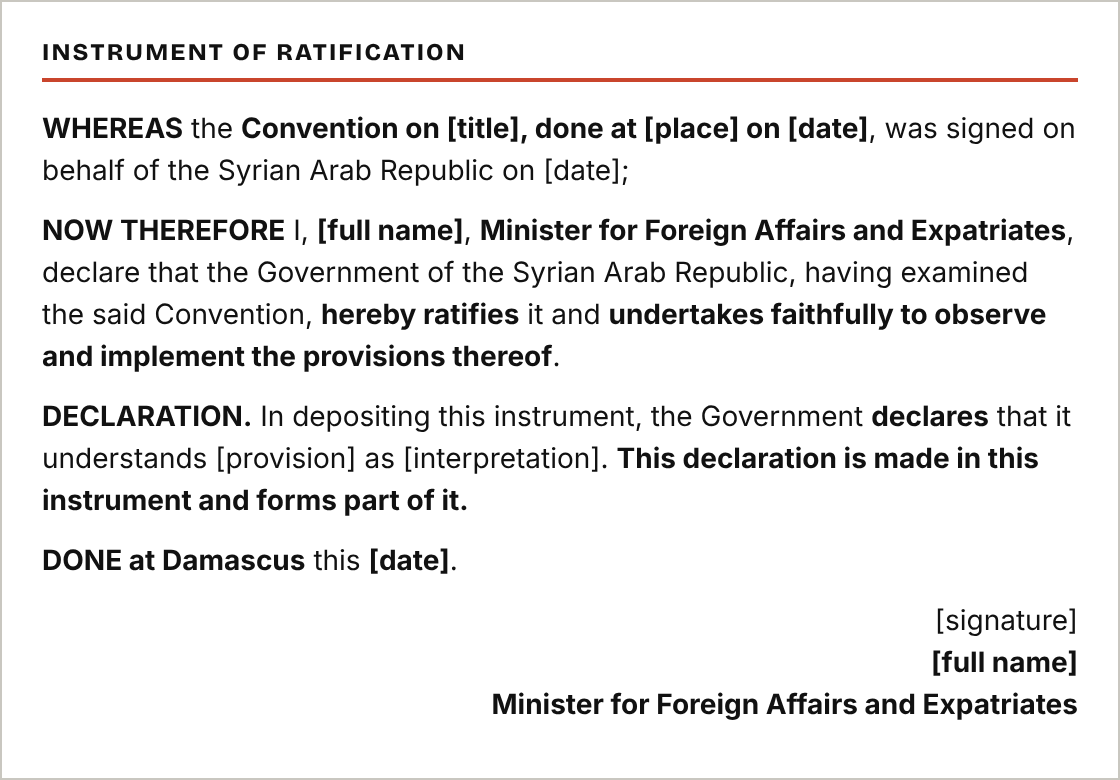 INSTRUMENT OF RATIFICATION
WHEREAS the Convention on [title], done at [place] on [date], was signed on
behalf of the Syrian Arab Republic on [date];
NOW THEREFORE I, [full name], Minister for Foreign Affairs and Expatriates,
declare that the Government of the Syrian Arab Republic, having examined
the said Convention, hereby ratifies it and undertakes faithfully to observe
and implement the provisions thereof.
DECLARATION. In depositing this instrument, the Government declares that it
understands [provision] as [interpretation]. This declaration is made in this
instrument and forms part of it.
DONE at Damascus this [date].
[signature]
[full name]
Minister for Foreign Affairs and Expatriates